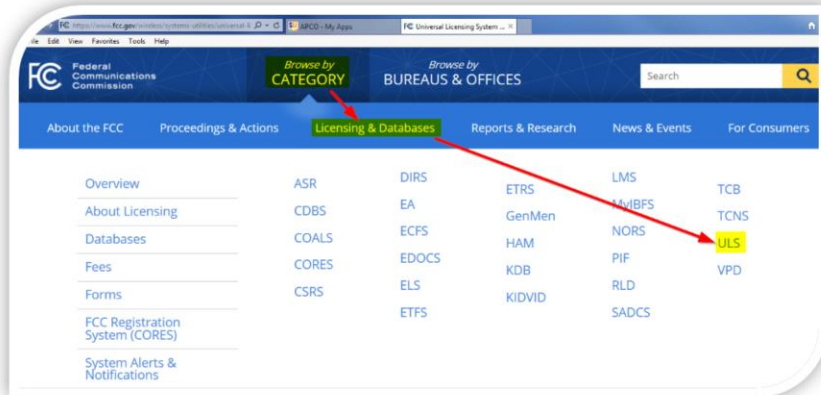 https://www.fcc.gov/wireless/systems-utilities/universal-li
APCO - My Apps
FC Universal Licensing System ... ×
File Edit View Favorites Tools Help
FC
Federal
Communications
Commission
Browse by
CATEGORY
Browse by
BUREAUS & OFFICES
Search
About the FCC Proceedings & Actions Licensing & Databases Reports & Research News & Events For Consumers
Overview
About Licensing
Databases
Fees
Forms
FCC Registration
System (CORES)
System Alerts &
Notifications
ASR
CDBS
COALS
CORES
CSRS
DIRS
EA
ECFS
EDOCS
ELS
ETFS
ETRS
GenMen
HAM
KDB
KIDVID
LMS
MyIBFS
NORS
PIF
RLD
SADCS
TCB
TCNS
ULS
VPD